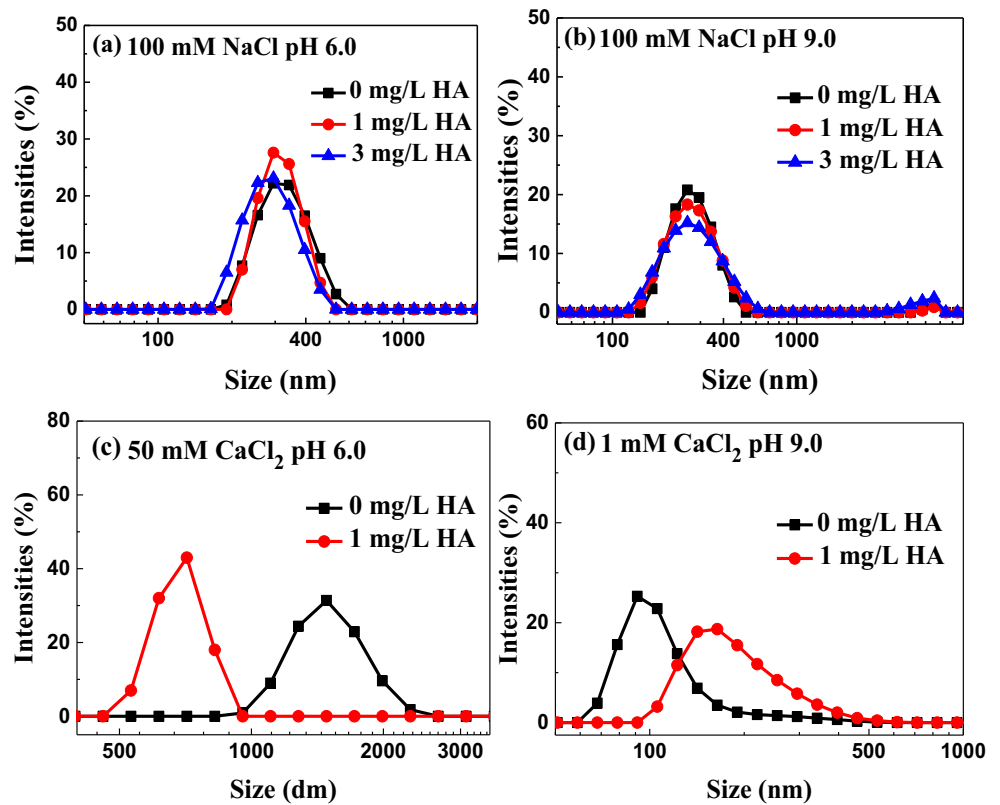 (a) 100 mM NaCl pH 6.0
0 mg/L HA
1 mg/L HA
3 mg/L HA
Intensities (%)
50
40
30
20
10
0
100
400
1000
Size (nm)
(b) 100 mM NaCl pH 9.0
0 mg/L HA
1 mg/L HA
3 mg/L HA
Intensities (%)
50
40
30
20
10
0
100
400
1000
Size (nm)
(c) 50 mM CaCl2 pH 6.0
0 mg/L HA
1 mg/L HA
Intensities (%)
80
60
40
20
0
500
1000
2000
3000
Size (dm)
(d) 1 mM CaCl2 pH 9.0
0 mg/L HA
1 mg/L HA
Intensities (%)
60
40
20
0
100
1000
Size (nm)